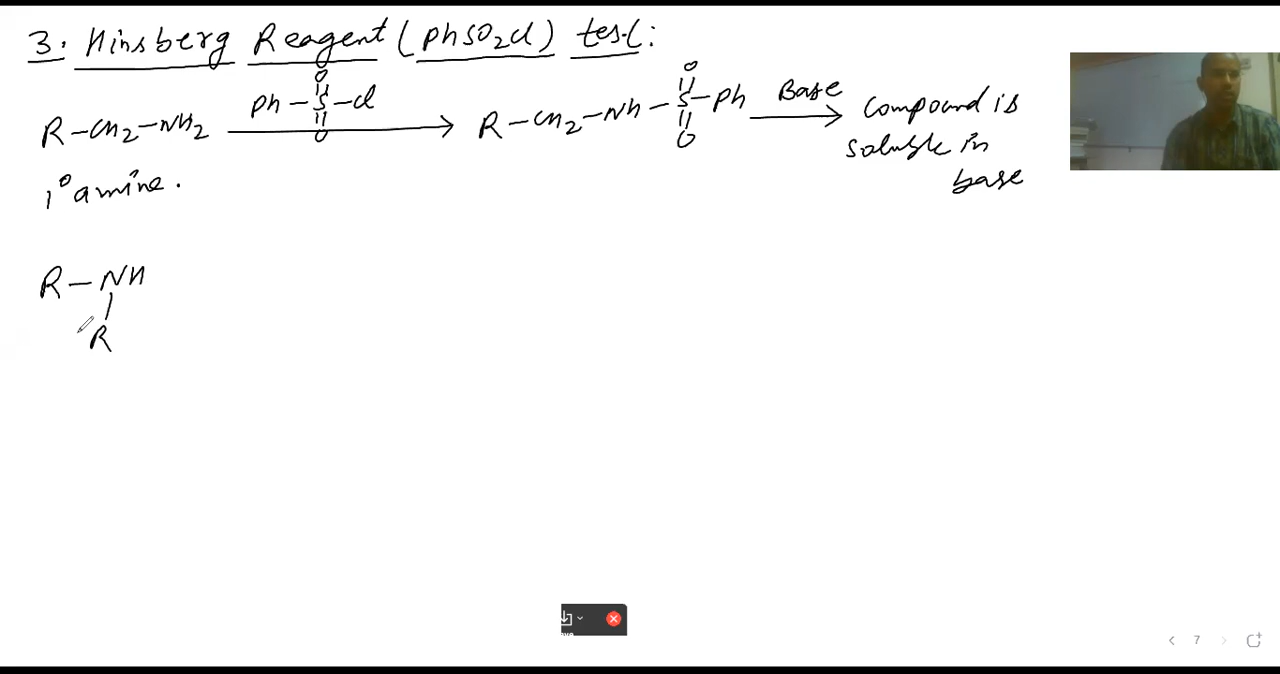 3. Hinsberg Reagent (PhSO2Cl) test:
O
Ph-S-Cl
O
R-CH2-NH2
1° amine.
O
R-CH2-NH-S-Ph
O
Base
Compound is
soluble in
base
R-NH
R
7